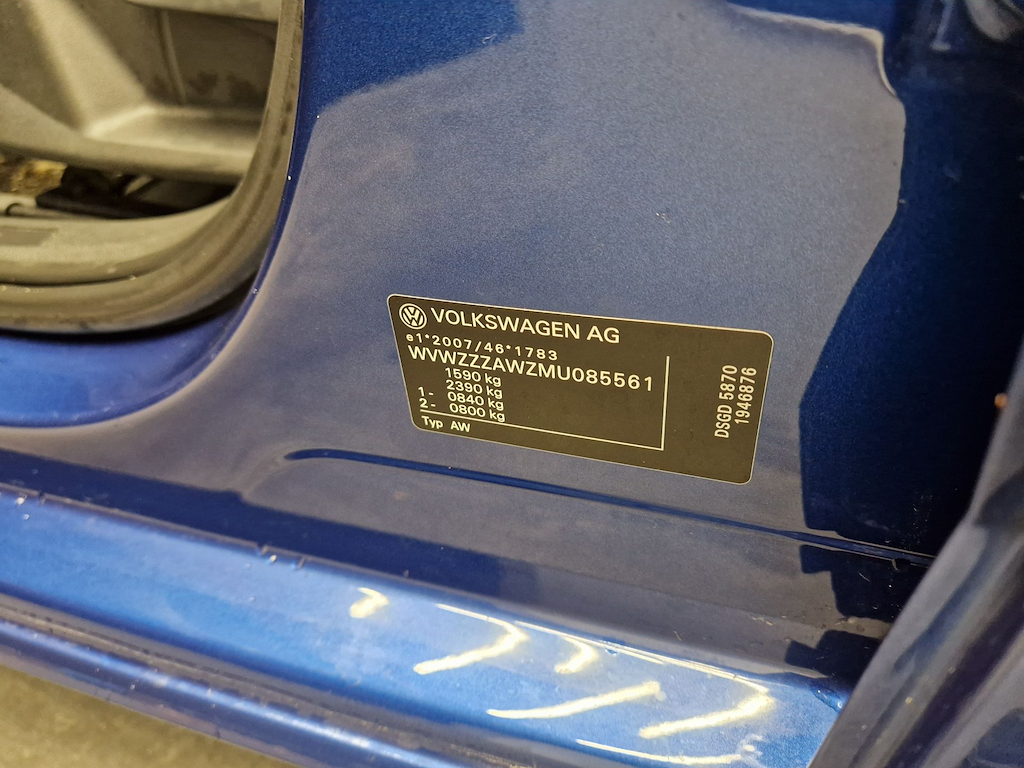 VOLKSWAGEN AG
e1*2007/46*1783
WVWZZZAWZMU085561
1590 kg
2390 kg
1- 0840 kg
2- 0800 kg
Typ AW
DSGD 5870
1946876